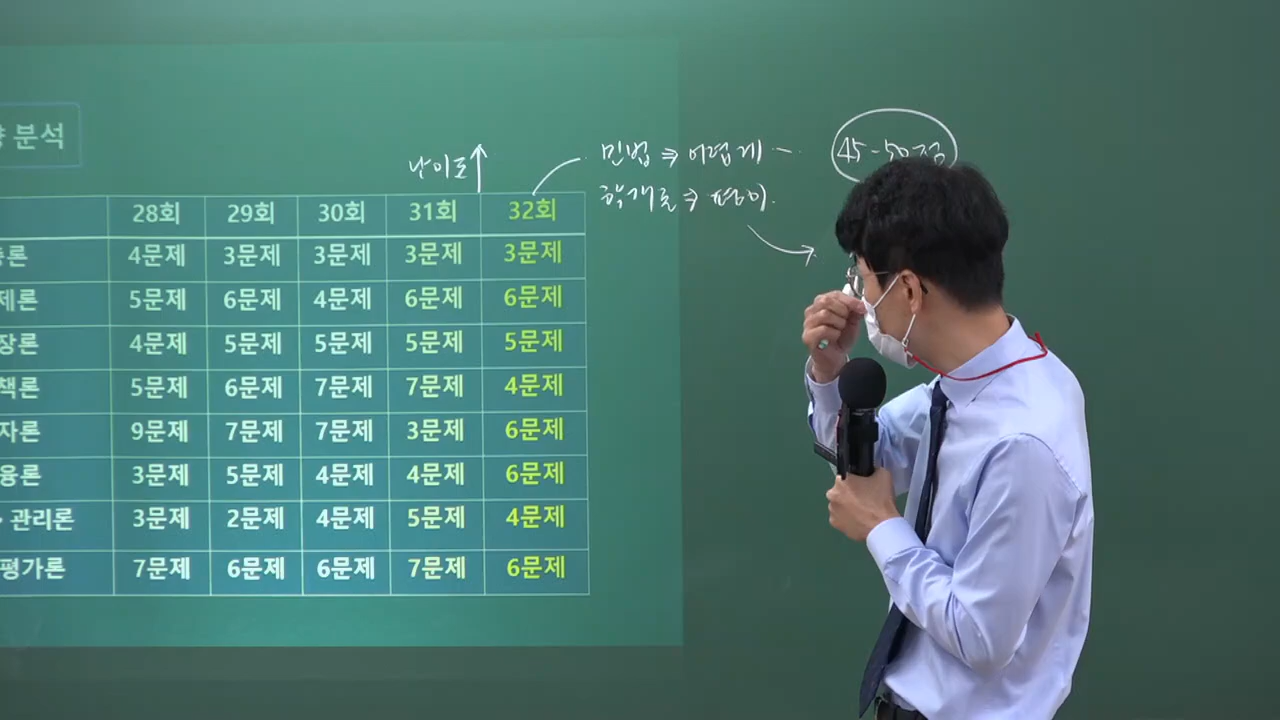 분석
난이도
민법 ⇒ 어렵게
45-50점
학개론 ⇒ 평이.
28회 29회 30회 31회 32회
총론 4문제 3문제 3문제 3문제 3문제
제론 5문제 6문제 4문제 6문제 6문제
장론 4문제 5문제 5문제 5문제 5문제
책론 5문제 6문제 7문제 7문제 4문제
자론 9문제 7문제 7문제 3문제 6문제
융론 3문제 5문제 4문제 4문제 6문제
· 관리론 3문제 2문제 4문제 5문제 4문제
평가론 7문제 6문제 6문제 7문제 6문제